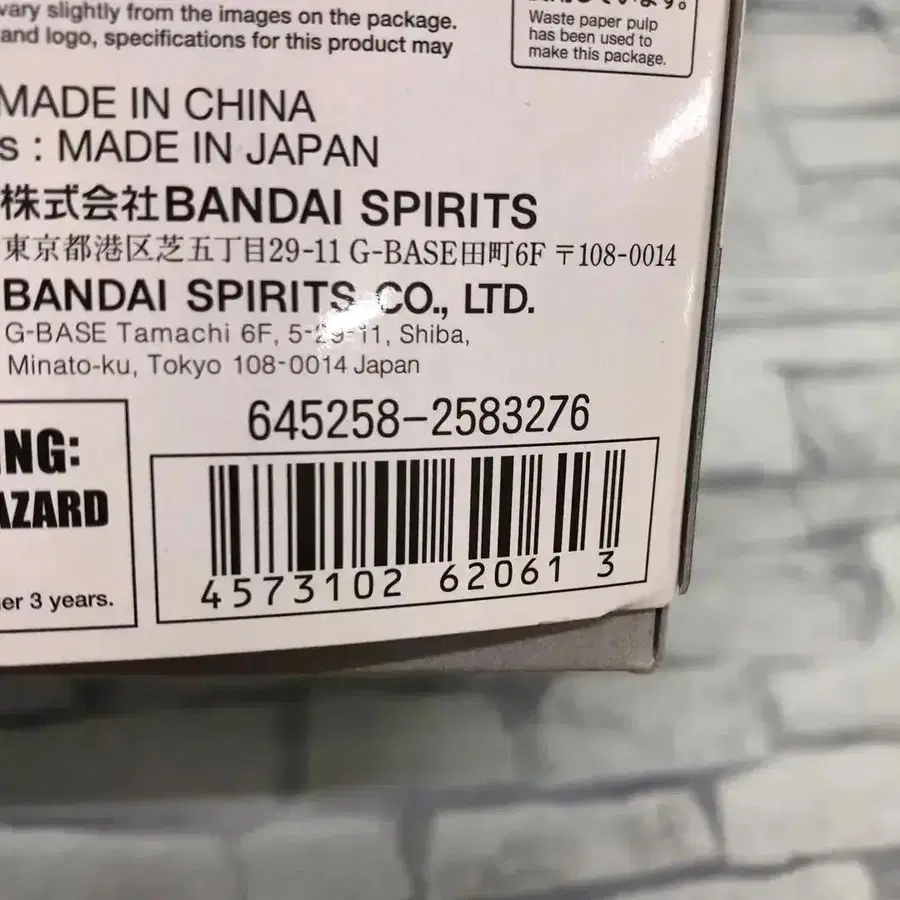 vary slightly from the images on the package.
and logo, specifications for this product may
Waste paper pulp
has been used to
make this package.
MADE IN CHINA
: MADE IN JAPAN
株式会社BANDAI SPIRITS
東京都港区芝五丁目29-11 G-BASE田町6F 〒108-0014
BANDAI SPIRITS CO., LTD.
G-BASE Tamachi 6F, 5-29-11, Shiba,
Minato-ku, Tokyo 108-0014 Japan
645258-2583276
4573102 62061 3
3 years.